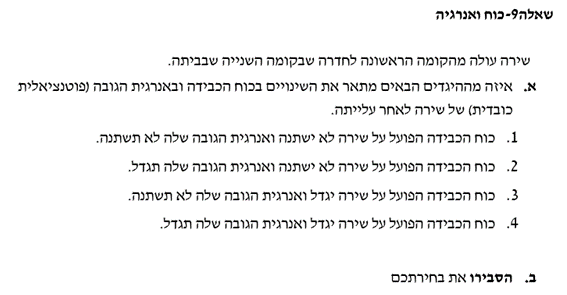 שאלה9-כוח ואנרגיה
שירה עולה מהקומה הראשונה לחדרה שבקומה השנייה שבביתה.
א. איזה מההיגדים הבאים מתאר את השינויים בכוח הכבידה ובאנרגית הגובה (פוטנציאלית
כובדית) של שירה לאחר עלייתה.
1. כוח הכבידה הפועל על שירה לא ישתנה ואנרגית הגובה שלה לא תשתנה.
2. כוח הכבידה הפועל על שירה לא ישתנה ואנרגית הגובה שלה תגדל.
3. כוח הכבידה הפועל על שירה יגדל ואנרגית הגובה שלה לא תשתנה.
4. כוח הכבידה הפועל על שירה יגדל ואנרגית הגובה שלה תגדל.
ב. הסבירו את בחירתכם